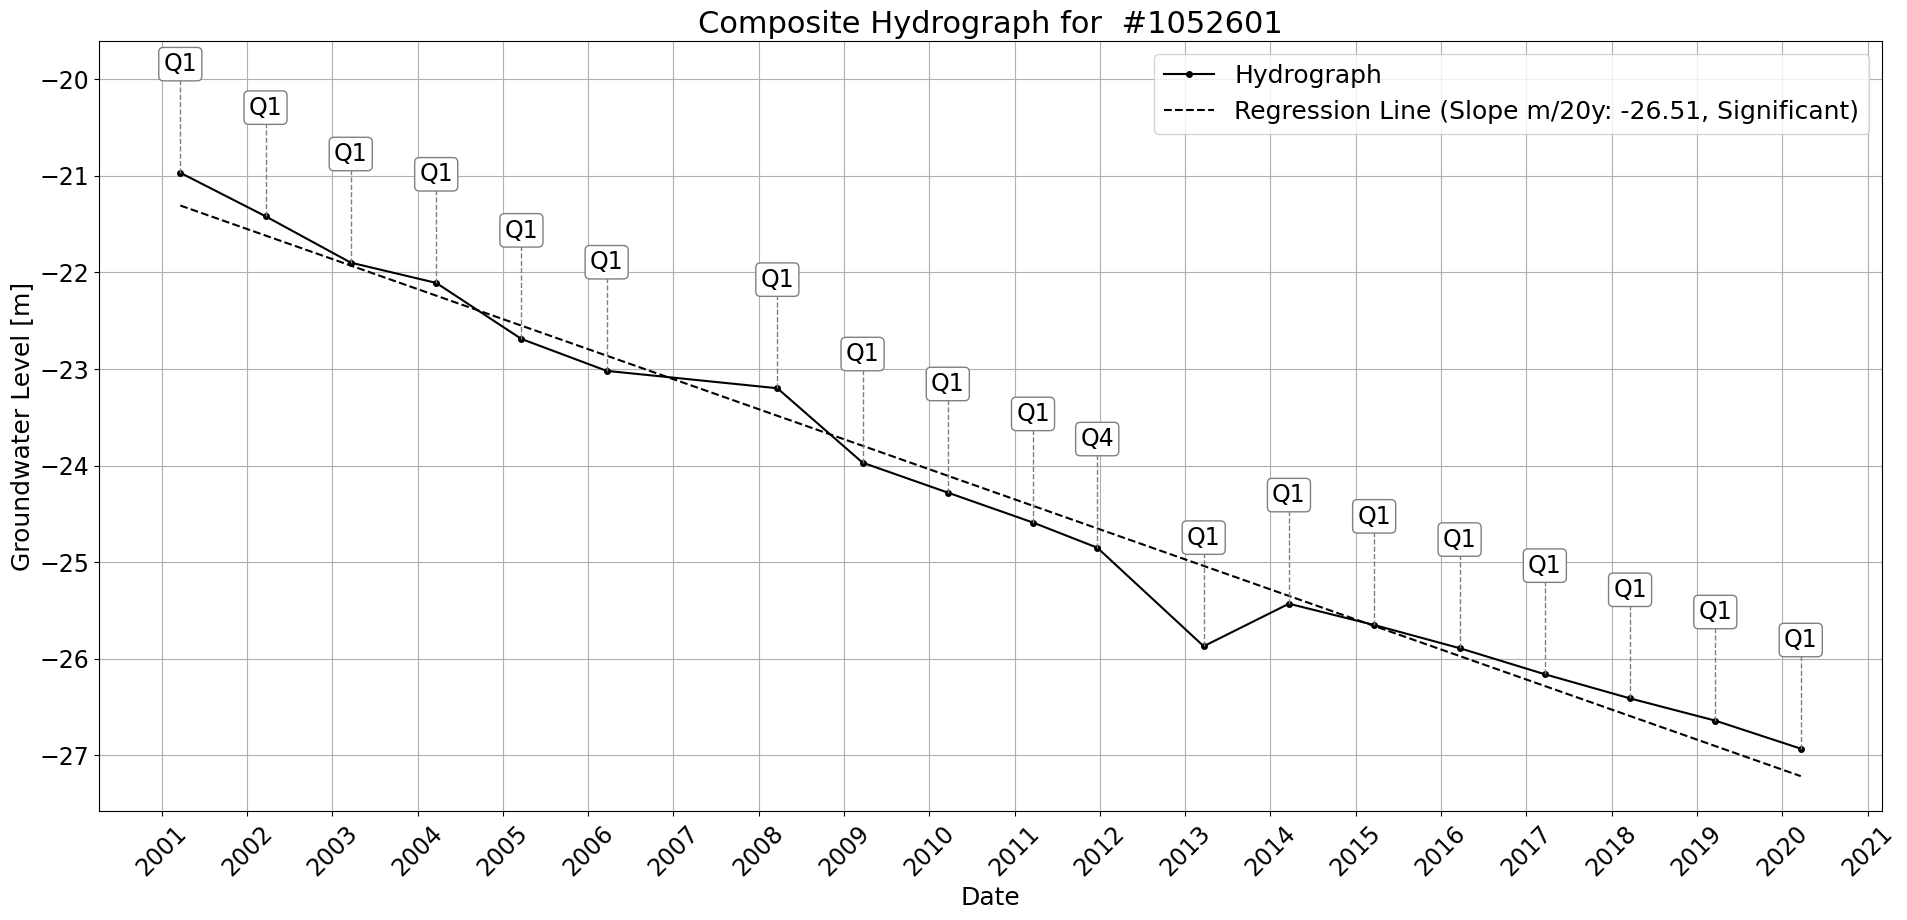 Composite Hydrograph for  #1052601
Hydrograph
Regression Line (Slope m/20y: -26.51, Significant)
Groundwater Level [m]
−20
−21
−22
−23
−24
−25
−26
−27
Q1
Q1
Q1
Q1
Q1
Q1
Q1
Q1
Q1
Q1
Q4
Q1
Q1
Q1
Q1
Q1
Q1
Q1
Q1
2001
2002
2003
2004
2005
2006
2007
2008
2009
2010
2011
2012
2013
2014
2015
2016
2017
2018
2019
2020
2021
Date